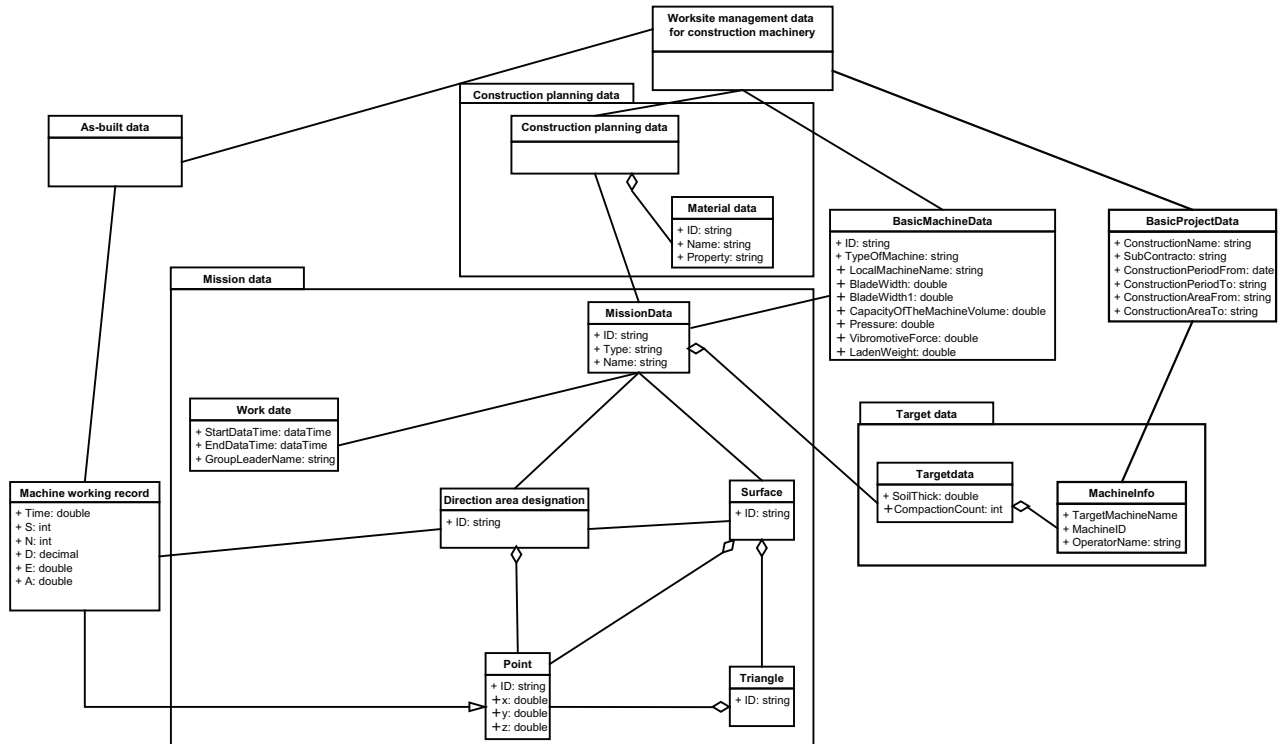 Worksite management data
for construction machinery
Construction planning data
As-built data
Construction planning data
Material data
+ ID: string
+ Name: string
+ Property: string
BasicMachineData
+ ID: string
+ TypeOfMachine: string
+ LocalMachineName: string
+ BladeWidth: double
+ BladeWidth1: double
+ CapacityOfTheMachineVolume: double
+ Pressure: double
+ VibromotiveForce: double
+ LadenWeight: double
BasicProjectData
+ ConstructionName: string
+ SubContracto: string
+ ConstructionPeriodFrom: date
+ ConstructionPeriodTo: string
+ ConstructionAreaFrom: string
+ ConstructionAreaTo: string
Mission data
MissionData
+ ID: string
+ Type: string
+ Name: string
Work date
+ StartDataTime: dataTime
+ EndDataTime: dataTime
+ GroupLeaderName: string
Target data
Targetdata
+ SoilThick: double
+ CompactionCount: int
MachineInfo
+ TargetMachineName
+ MachineID
+ OperatorName: string
Machine working record
+ Time: double
+ S: int
+ N: int
+ D: decimal
+ E: double
+ A: double
Direction area designation
+ ID: string
Surface
+ ID: string
Point
+ ID: string
+x: double
+y: double
+z: double
Triangle
+ ID: string